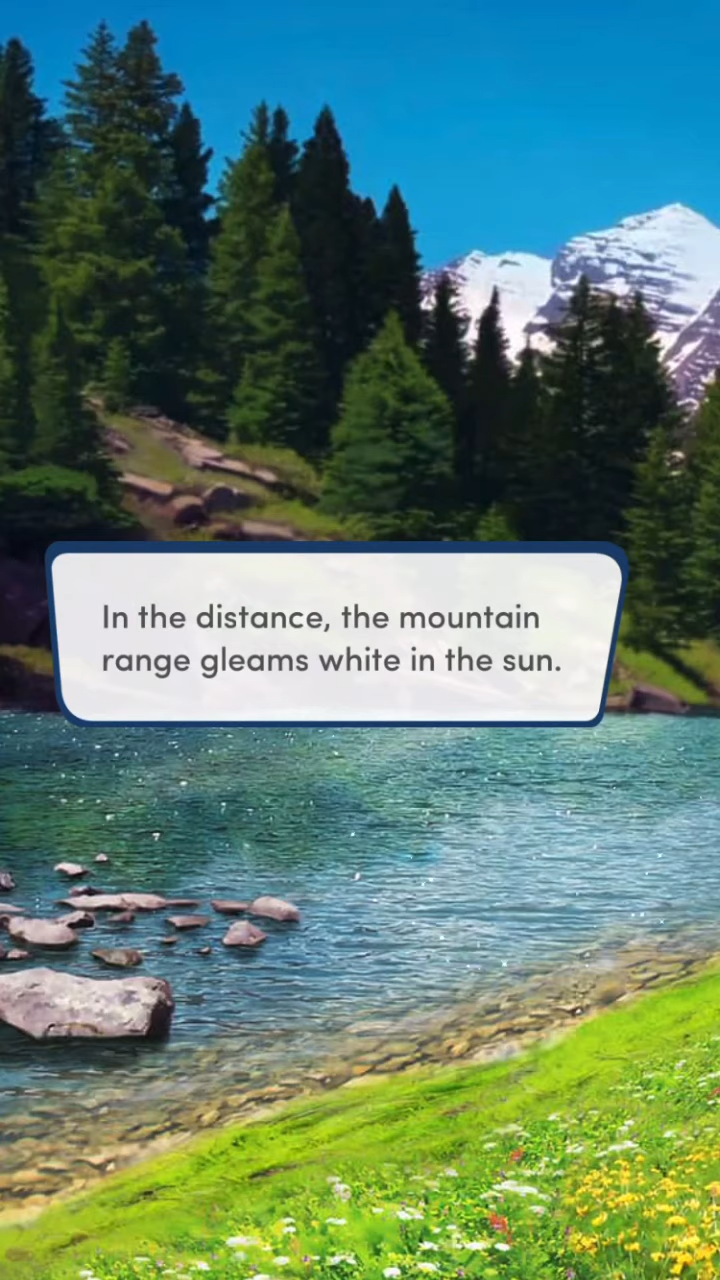 In the distance, the mountain
range gleams white in the sun.